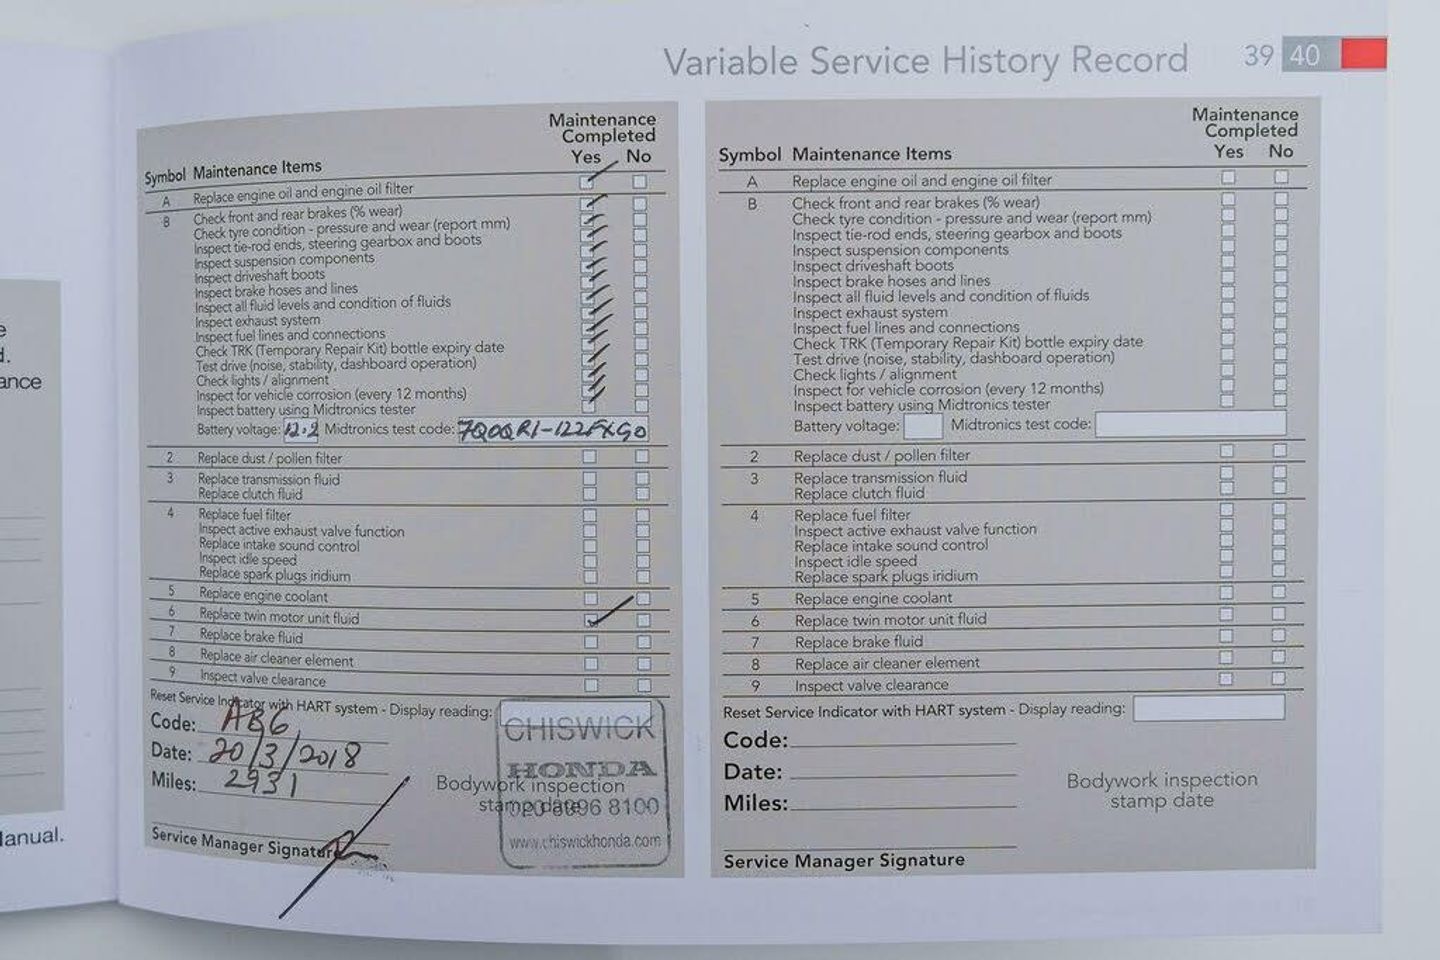 e
d.
ance
Manual.
Variable Service History Record 39 40
Maintenance
Completed
Symbol Maintenance Items Yes No
A Replace engine oil and engine oil filter
B Check front and rear brakes (% wear)
Check tyre condition - pressure and wear (report mm)
Inspect tie-rod ends, steering gearbox and boots
Inspect suspension components
Inspect driveshaft boots
Inspect brake hoses and lines
Inspect all fluid levels and condition of fluids
Inspect exhaust system
Inspect fuel lines and connections
Check TRK (Temporary Repair Kit) bottle expiry date
Test drive (noise, stability, dashboard operation)
Check lights / alignment
Inspect for vehicle corrosion (every 12 months)
Inspect battery using Midtronics tester
Battery voltage: 12.2 Midtronics test code: 7Q0QR1-122FXG0
2 Replace dust / pollen filter
3 Replace transmission fluid
Replace clutch fluid
4 Replace fuel filter
Inspect active exhaust valve function
Replace intake sound control
Inspect idle speed
Replace spark plugs iridium
5 Replace engine coolant
6 Replace twin motor unit fluid
7 Replace brake fluid
8 Replace air cleaner element
9 Inspect valve clearance
Reset Service Indicator with HART system - Display reading:
Code: AB6
Date: 20/3/2018
Miles: 2931
Bodywork inspection
stamp date
Service Manager Signature
CHISWICK
HONDA
020 8996 8100
www.chiswickhonda.com
Maintenance
Completed
Symbol Maintenance Items Yes No
A Replace engine oil and engine oil filter
B Check front and rear brakes (% wear)
Check tyre condition - pressure and wear (report mm)
Inspect tie-rod ends, steering gearbox and boots
Inspect suspension components
Inspect driveshaft boots
Inspect brake hoses and lines
Inspect all fluid levels and condition of fluids
Inspect exhaust system
Inspect fuel lines and connections
Check TRK (Temporary Repair Kit) bottle expiry date
Test drive (noise, stability, dashboard operation)
Check lights / alignment
Inspect for vehicle corrosion (every 12 months)
Inspect battery using Midtronics tester
Battery voltage: Midtronics test code:
2 Replace dust / pollen filter
3 Replace transmission fluid
Replace clutch fluid
4 Replace fuel filter
Inspect active exhaust valve function
Replace intake sound control
Inspect idle speed
Replace spark plugs iridium
5 Replace engine coolant
6 Replace twin motor unit fluid
7 Replace brake fluid
8 Replace air cleaner element
9 Inspect valve clearance
Reset Service Indicator with HART system - Display reading:
Code:
Date:
Miles:
Bodywork inspection
stamp date
Service Manager Signature